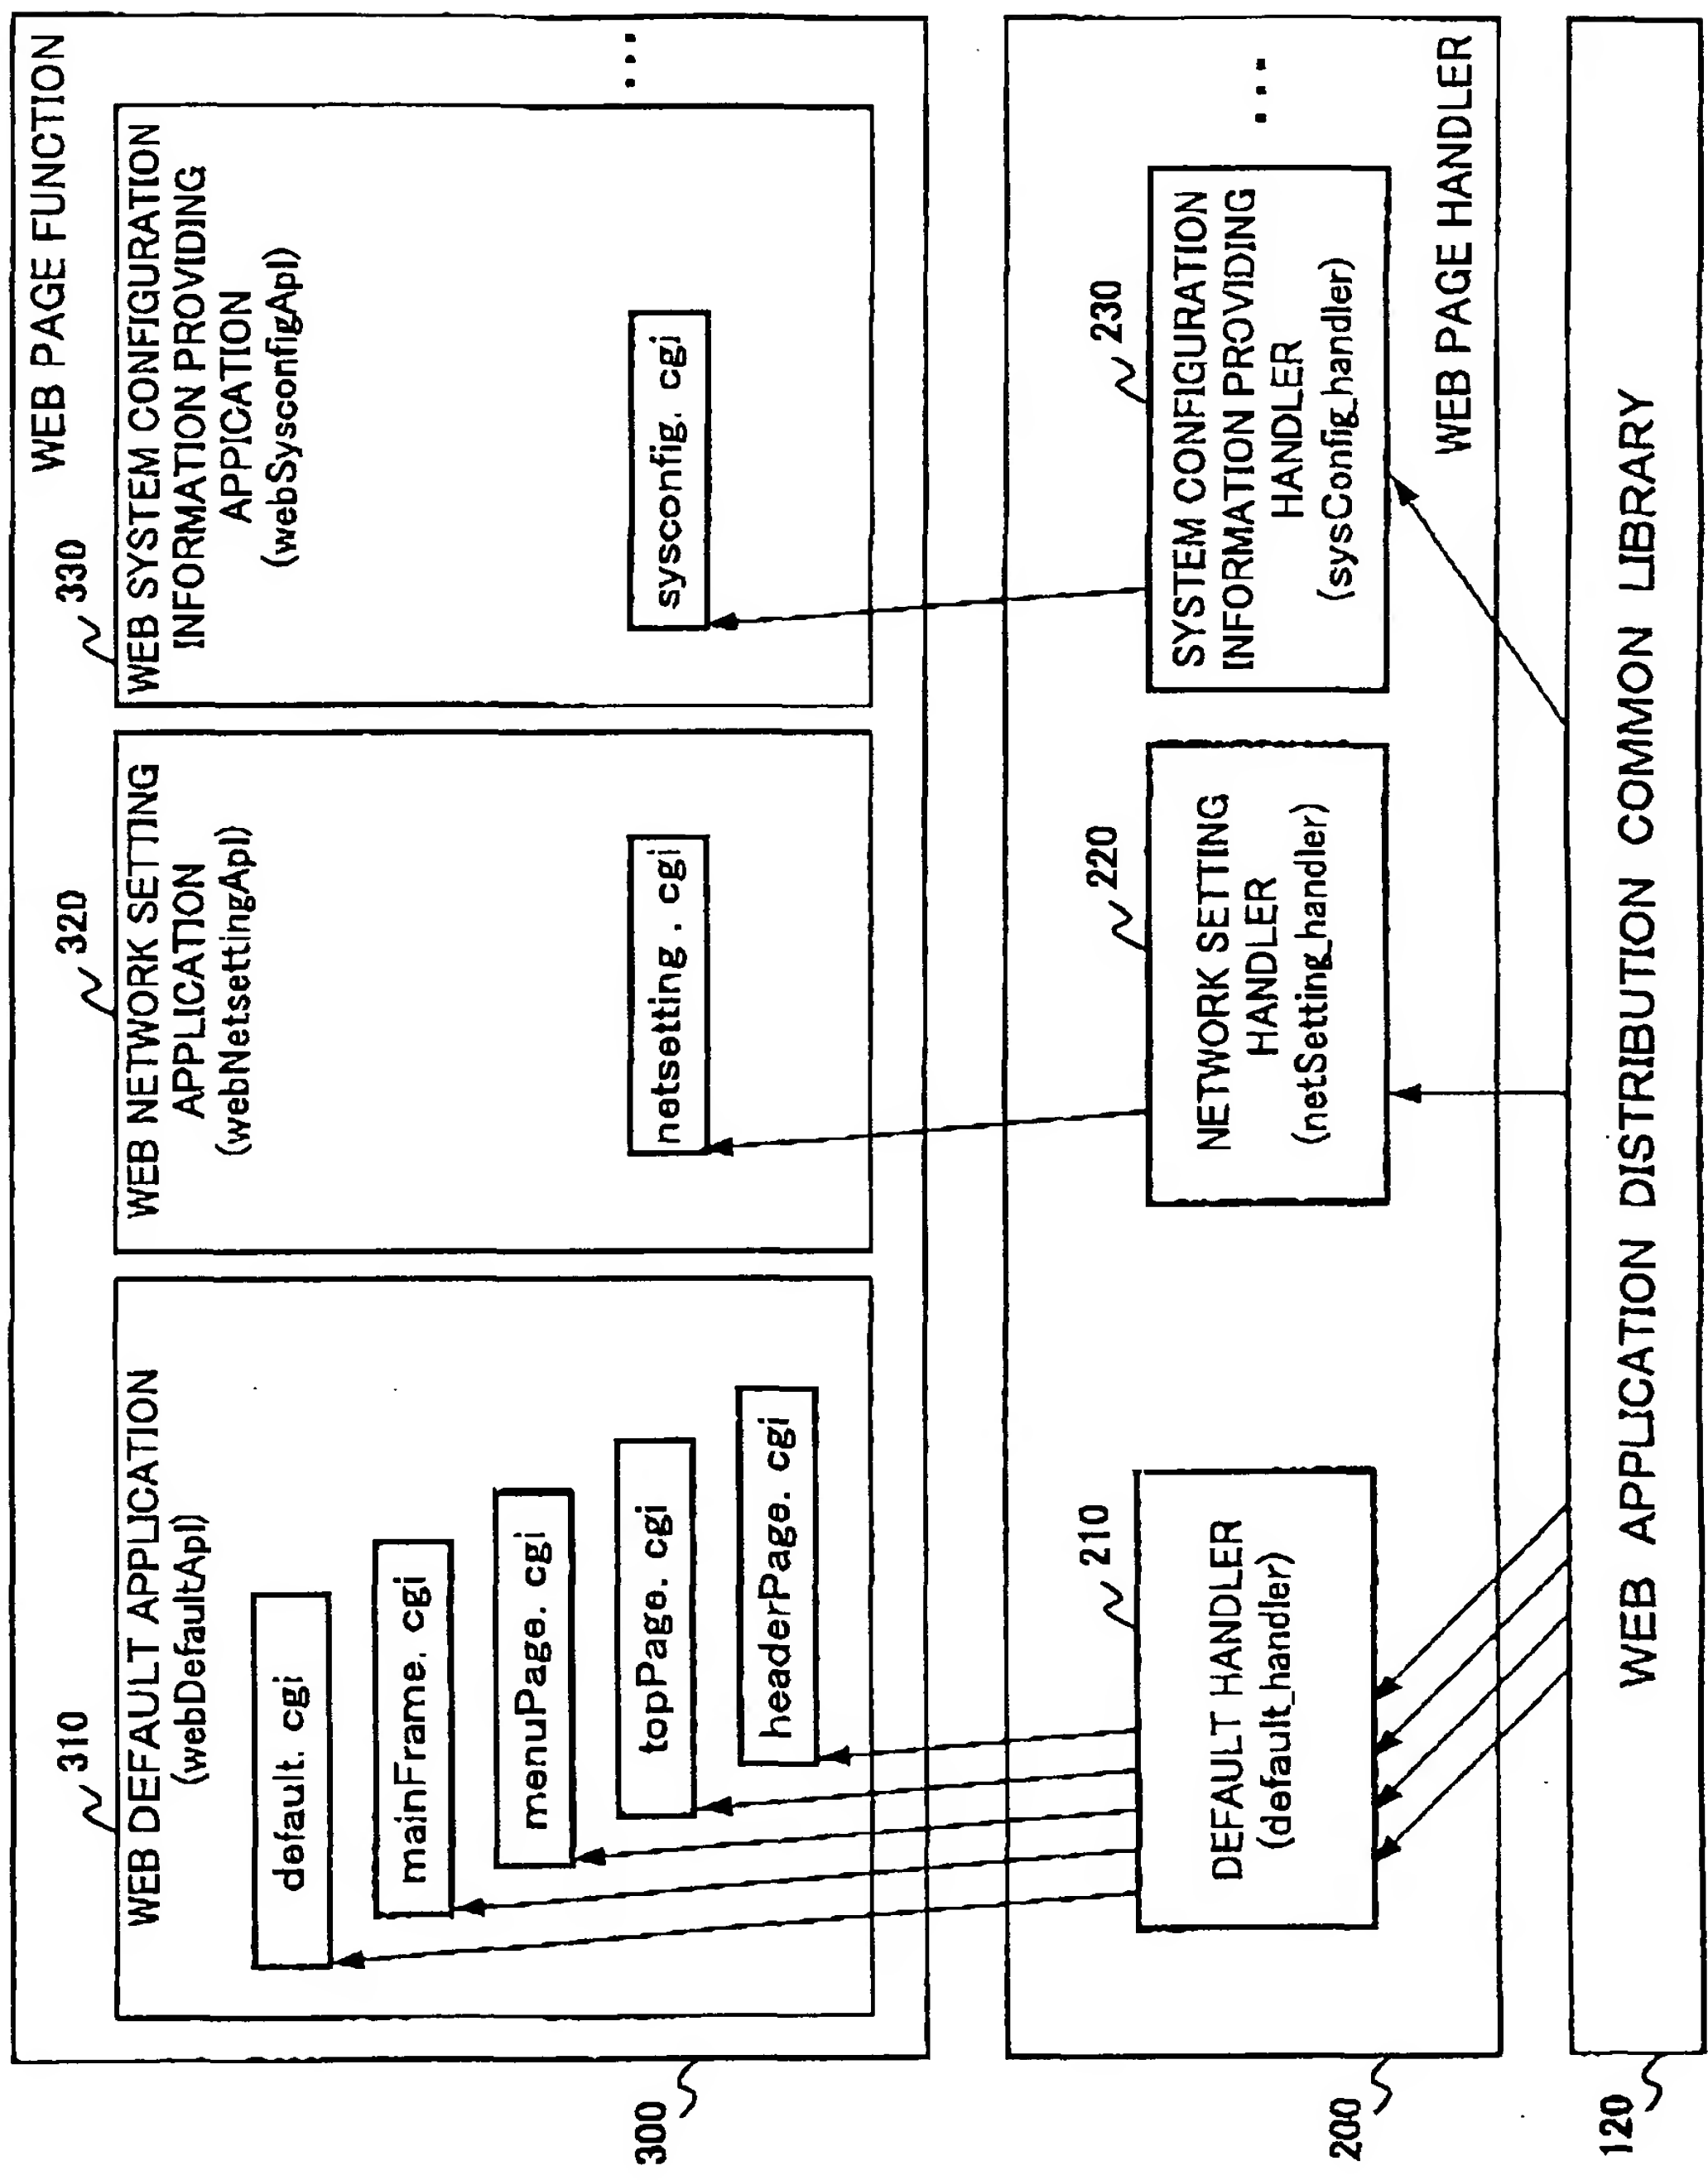 WEB PAGE FUNCTION
310
WEB DEFAULT APPLICATION
(webDefaultApl)
default. cgi
mainFrame. cgi
menuPage. cgi
topPage. cgi
headerPage. cgi
320
WEB NETWORK SETTING
APPLICATION
(webNetsettingApl)
netsetting . cgi
330
WEB SYSTEM CONFIGURATION
INFORMATION PROVIDING
APPICATION
(webSysconfigApl)
sysconfig. cgi
...
300
210
DEFAULT HANDLER
(default_handler)
220
NETWORK SETTING
HANDLER
(netSetting_handler)
230
SYSTEM CONFIGURATION
INFORMATION PROVIDING
HANDLER
(sysConfig_handler)
...
WEB PAGE HANDLER
200
WEB APPLICATION DISTRIBUTION COMMON LIBRARY
120